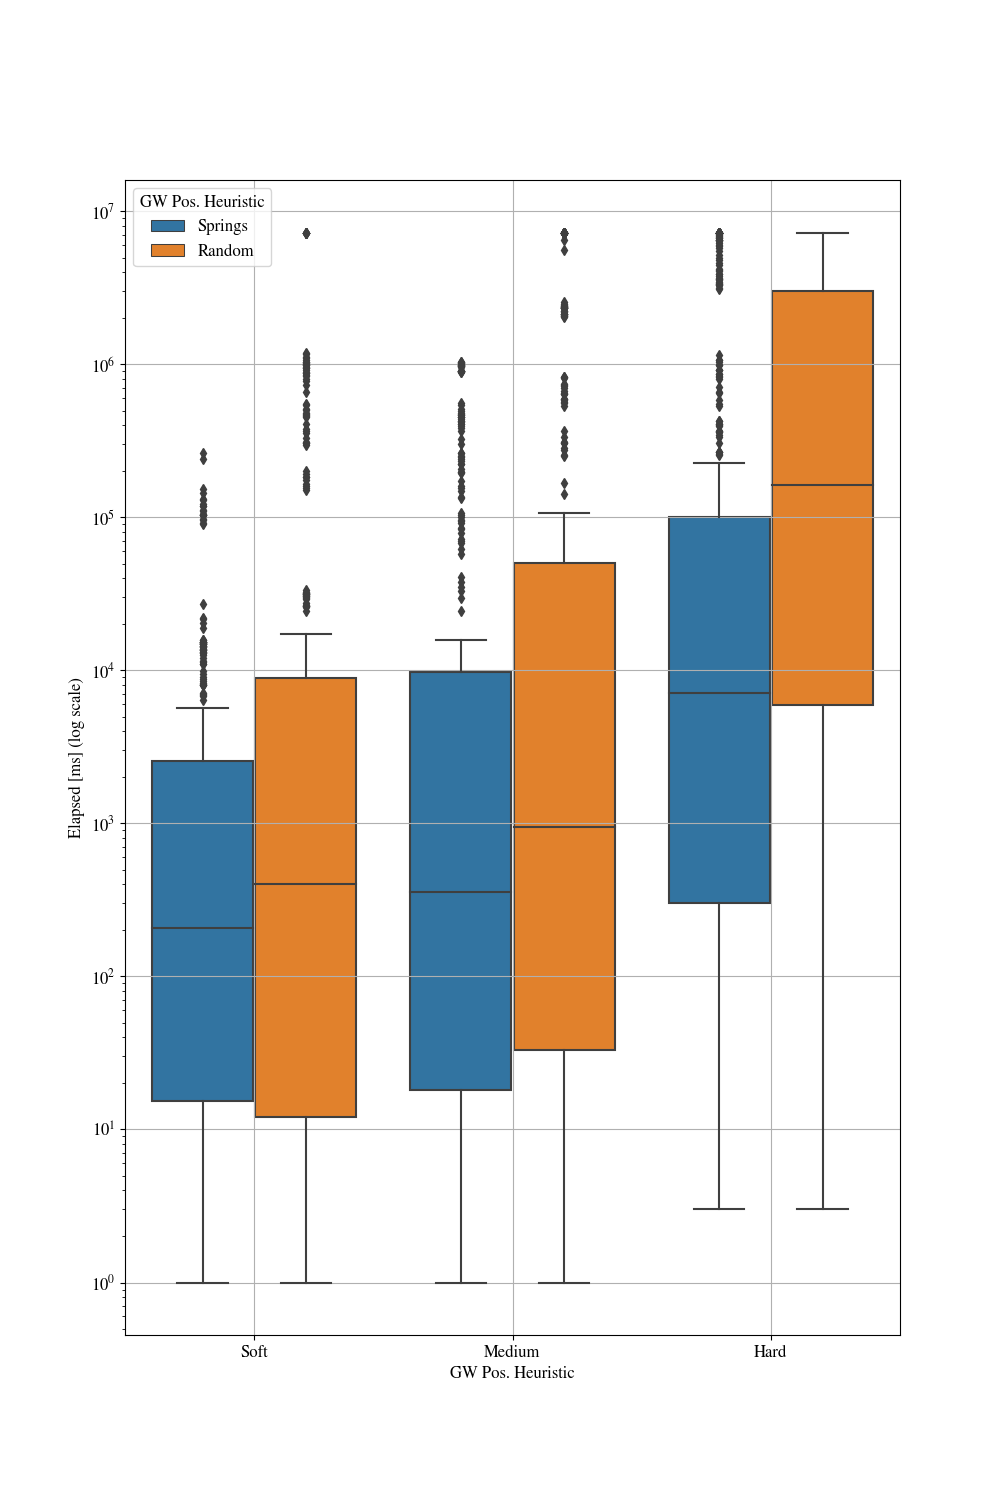 GW Pos. Heuristic
Springs
Random
10^7
10^6
10^5
10^4
10^3
10^2
10^1
10^0
Elapsed [ms] (log scale)
Soft Medium Hard
GW Pos. Heuristic